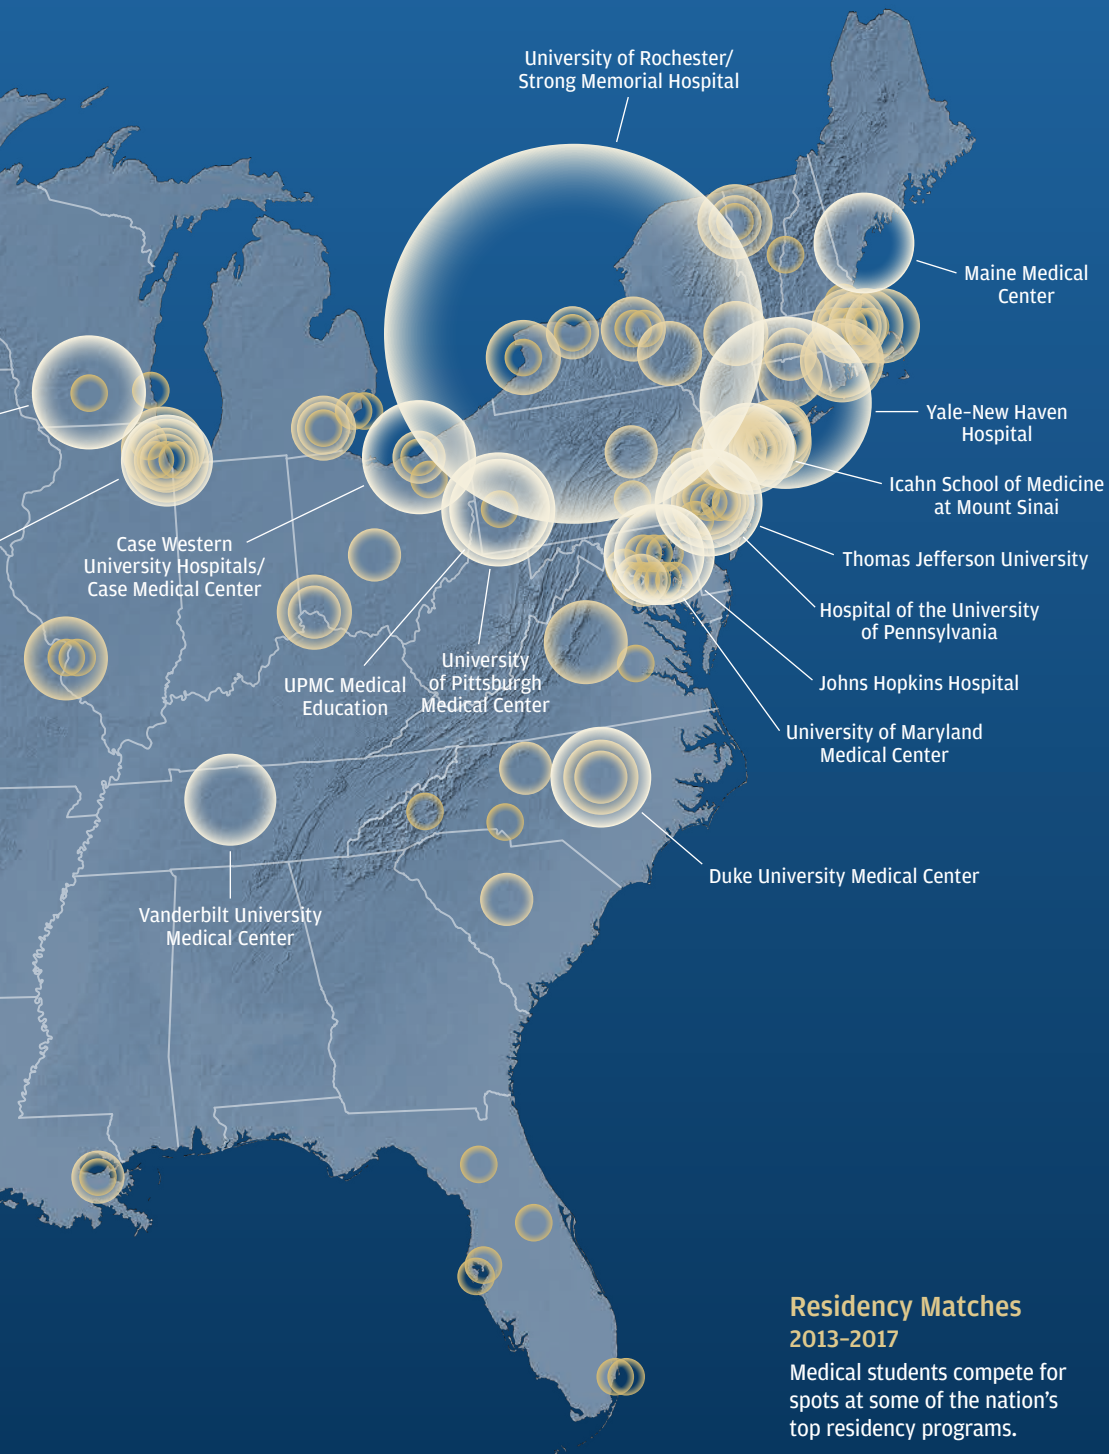 University of Rochester/
Strong Memorial Hospital
Maine Medical
Center
Yale–New Haven
Hospital
Icahn School of Medicine
at Mount Sinai
Case Western
University Hospitals/
Case Medical Center
Thomas Jefferson University
Hospital of the University
of Pennsylvania
UPMC Medical
Education
University
of Pittsburgh
Medical Center
Johns Hopkins Hospital
University of Maryland
Medical Center
Duke University Medical Center
Vanderbilt University
Medical Center
Residency Matches
2013–2017
Medical students compete for
spots at some of the nation’s
top residency programs.